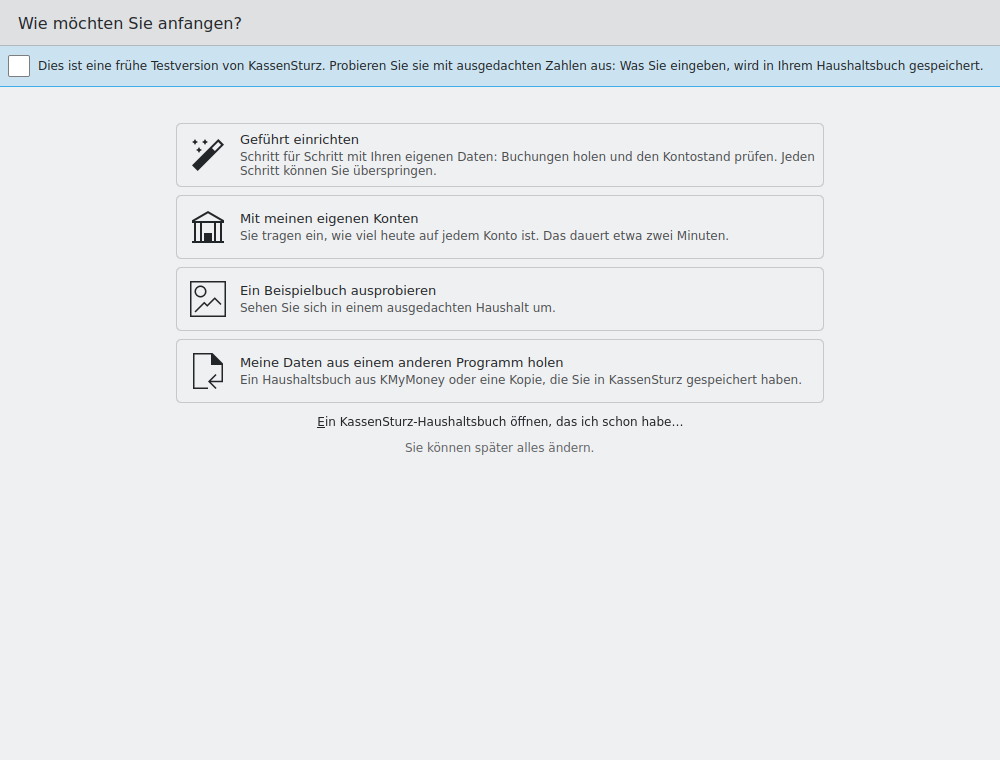 Wie möchten Sie anfangen?
Dies ist eine frühe Testversion von KassenSturz. Probieren Sie sie mit ausgedachten Zahlen aus: Was Sie eingeben, wird in Ihrem Haushaltsbuch gespeichert.
Geführt einrichten
Schritt für Schritt mit Ihren eigenen Daten: Buchungen holen und den Kontostand prüfen. Jeden
Schritt können Sie überspringen.
Mit meinen eigenen Konten
Sie tragen ein, wie viel heute auf jedem Konto ist. Das dauert etwa zwei Minuten.
Ein Beispielbuch ausprobieren
Sehen Sie sich in einem ausgedachten Haushalt um.
Meine Daten aus einem anderen Programm holen
Ein Haushaltsbuch aus KMyMoney oder eine Kopie, die Sie in KassenSturz gespeichert haben.
Ein KassenSturz-Haushaltsbuch öffnen, das ich schon habe…
Sie können später alles ändern.